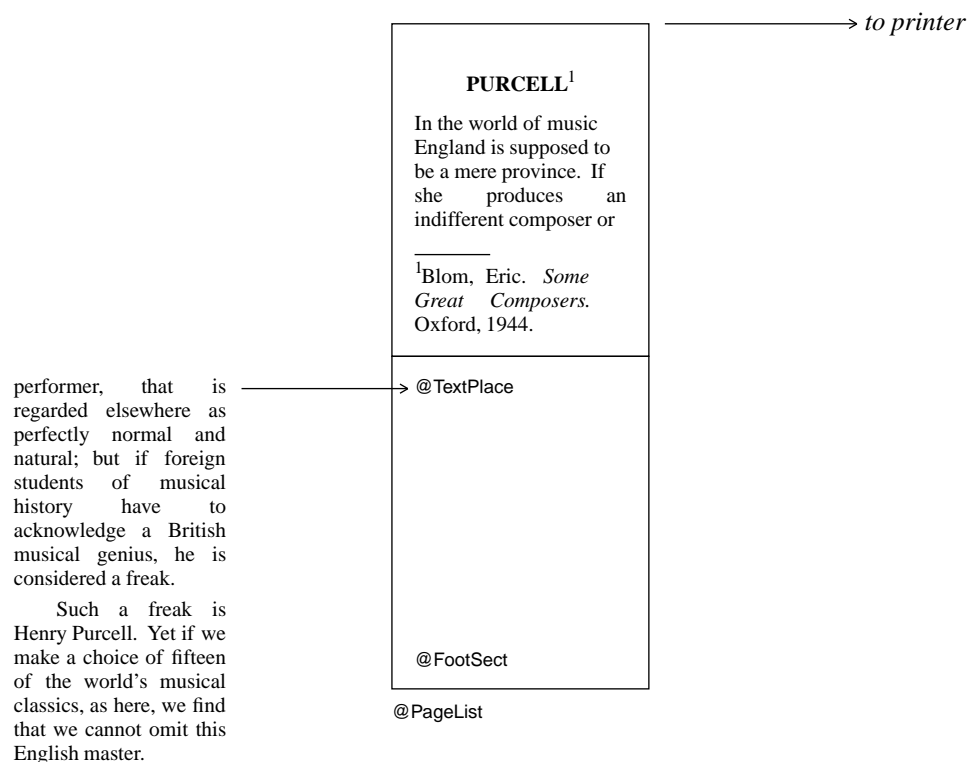 to printer
PURCELL1
In the world of music
England is supposed to
be a mere province. If
she produces an
indifferent composer or
1Blom, Eric. Some
Great Composers.
Oxford, 1944.
performer, that is
regarded elsewhere as
perfectly normal and
natural; but if foreign
students of musical
history have to
acknowledge a British
musical genius, he is
considered a freak.
Such a freak is
Henry Purcell. Yet if we
make a choice of fifteen
of the world's musical
classics, as here, we find
that we cannot omit this
English master.
@TextPlace
@FootSect
@PageList